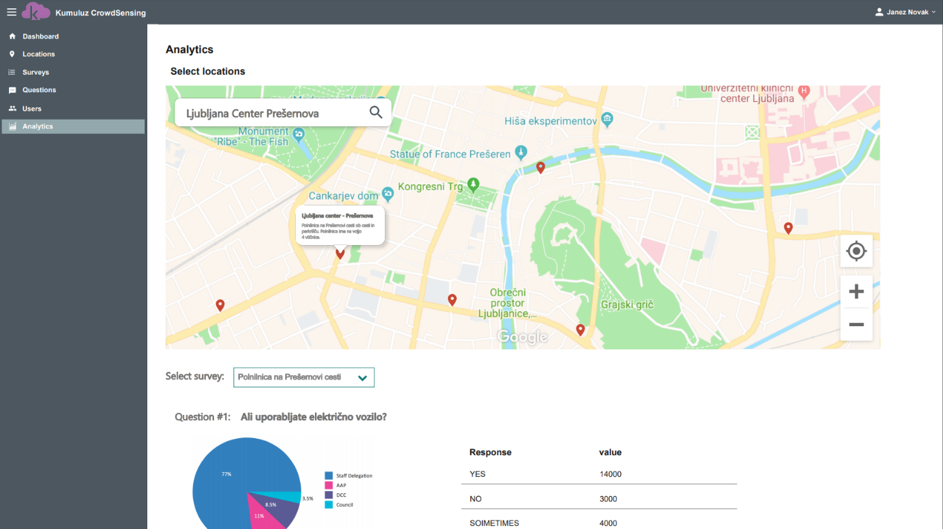 Kumuluz CrowdSensing
Janez Novak
Dashboard
Locations
Surveys
Questions
Users
Analytics
Analytics
Select locations
Ljubljana Center Prešernova
Univerzitetni klinični
center Ljubljana
Hiša eksperimentov
Monument
'Ribe' - The Fish
Statue of France Prešeren
Kongresni Trg
Cankarjev dom
Ljubljana center - Prešernova
Polnilnica na Prešernovi cesti ob cesti in
parkirišču. Polnilnica ima na voljo
4 vtičnice.
Obrečni
prostor
Ljubljanice,...
Grajski grič
Google
Select survey:
Polnilnica na Prešernovi cesti
Question #1: Ali uporabljate električno vozilo?
77%
3.5%
8.5%
11%
Staff Delegation
AAP
DCC
Council
Response value
YES 14000
NO 3000
SOIMETIMES 4000